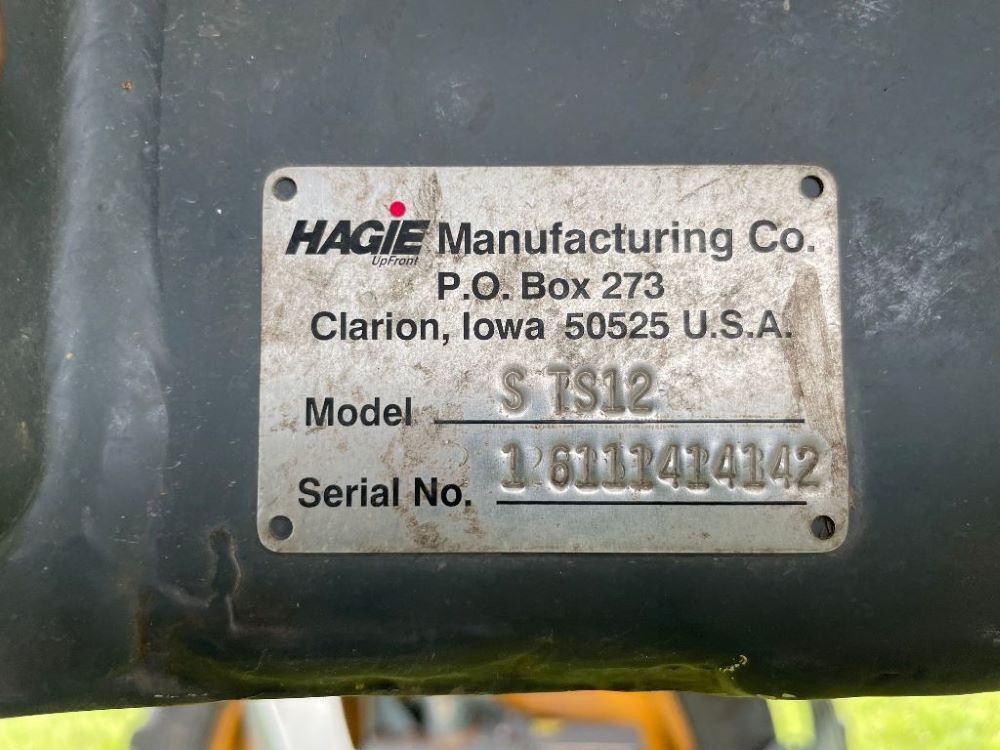 HAGIE Manufacturing Co.
UpFront
P.O. Box 273
Clarion, Iowa 50525 U.S.A.
Model S TS12
Serial No. 1 6111414142